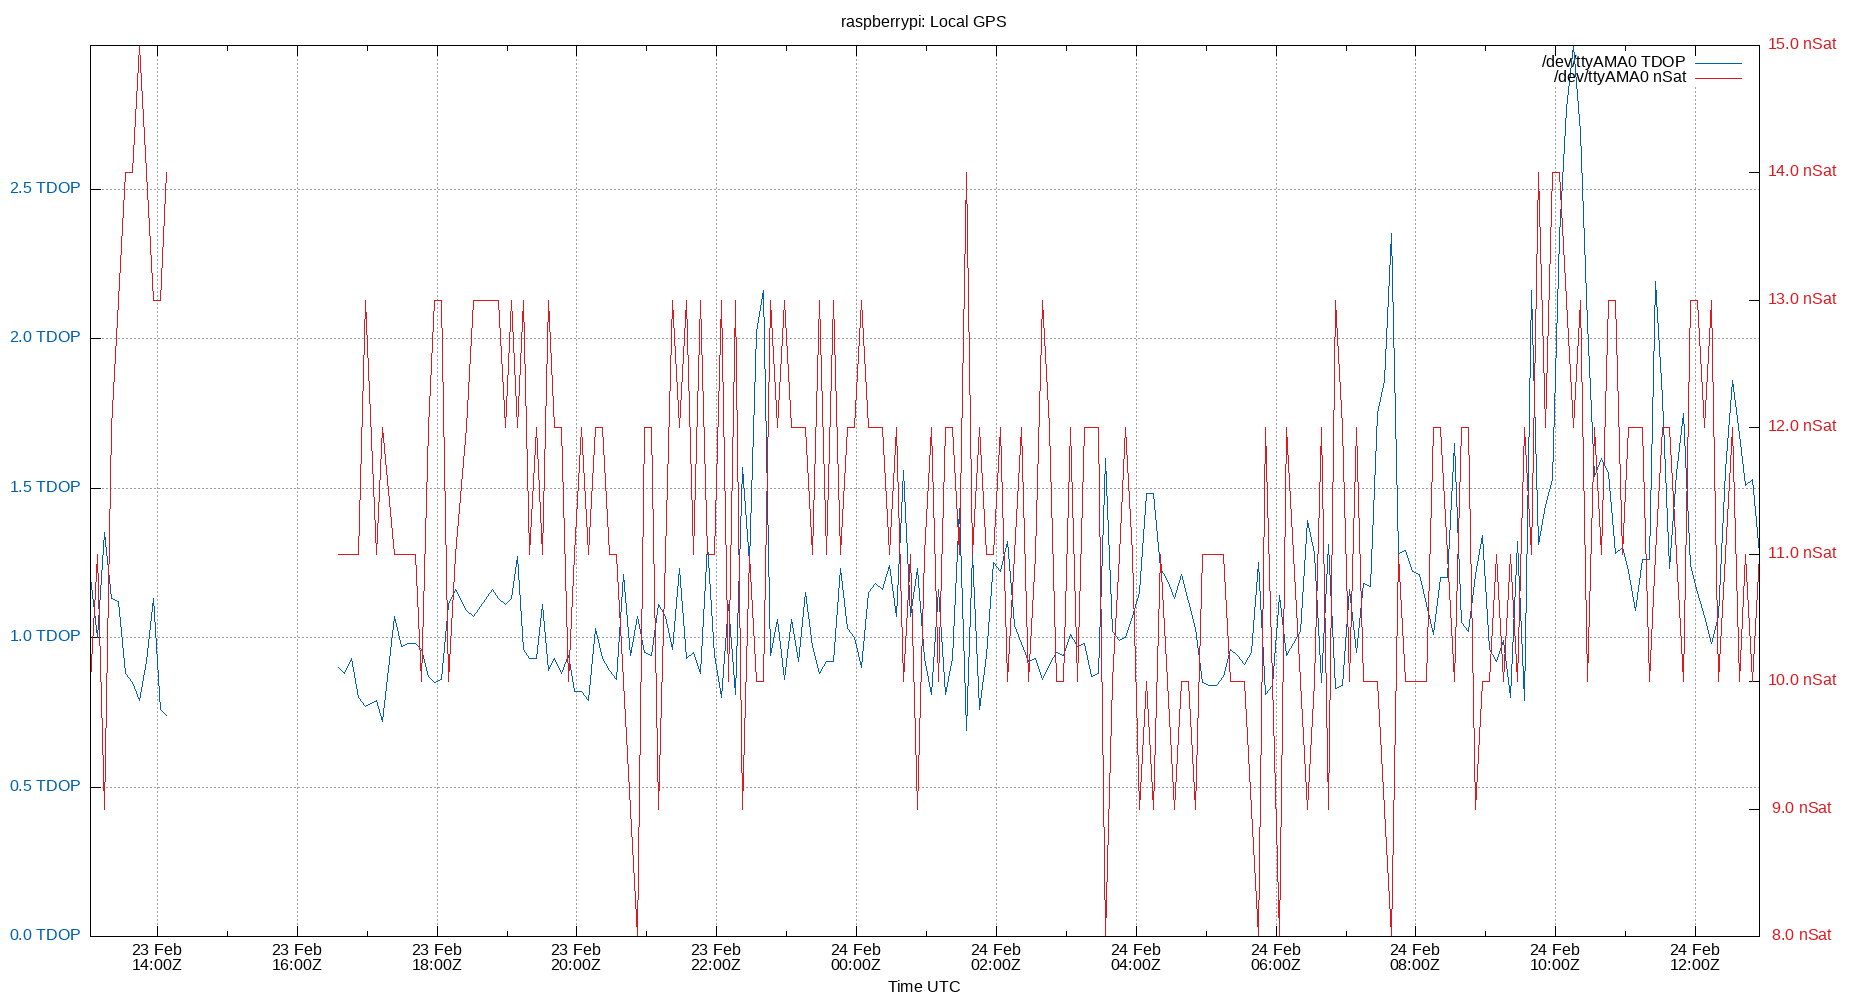 raspberrypi: Local GPS
15.0 nSat
/dev/ttyAMA0 TDOP
/dev/ttyAMA0 nSat
2.5 TDOP
14.0 nSat
13.0 nSat
2.0 TDOP
12.0 nSat
1.5 TDOP
11.0 nSat
1.0 TDOP
10.0 nSat
0.5 TDOP
9.0 nSat
0.0 TDOP
8.0 nSat
23 Feb 23 Feb 23 Feb 23 Feb 23 Feb 24 Feb 24 Feb 24 Feb 24 Feb 24 Feb 24 Feb 24 Feb
14:00Z 16:00Z 18:00Z 20:00Z 22:00Z 00:00Z 02:00Z 04:00Z 06:00Z 08:00Z 10:00Z 12:00Z
Time UTC